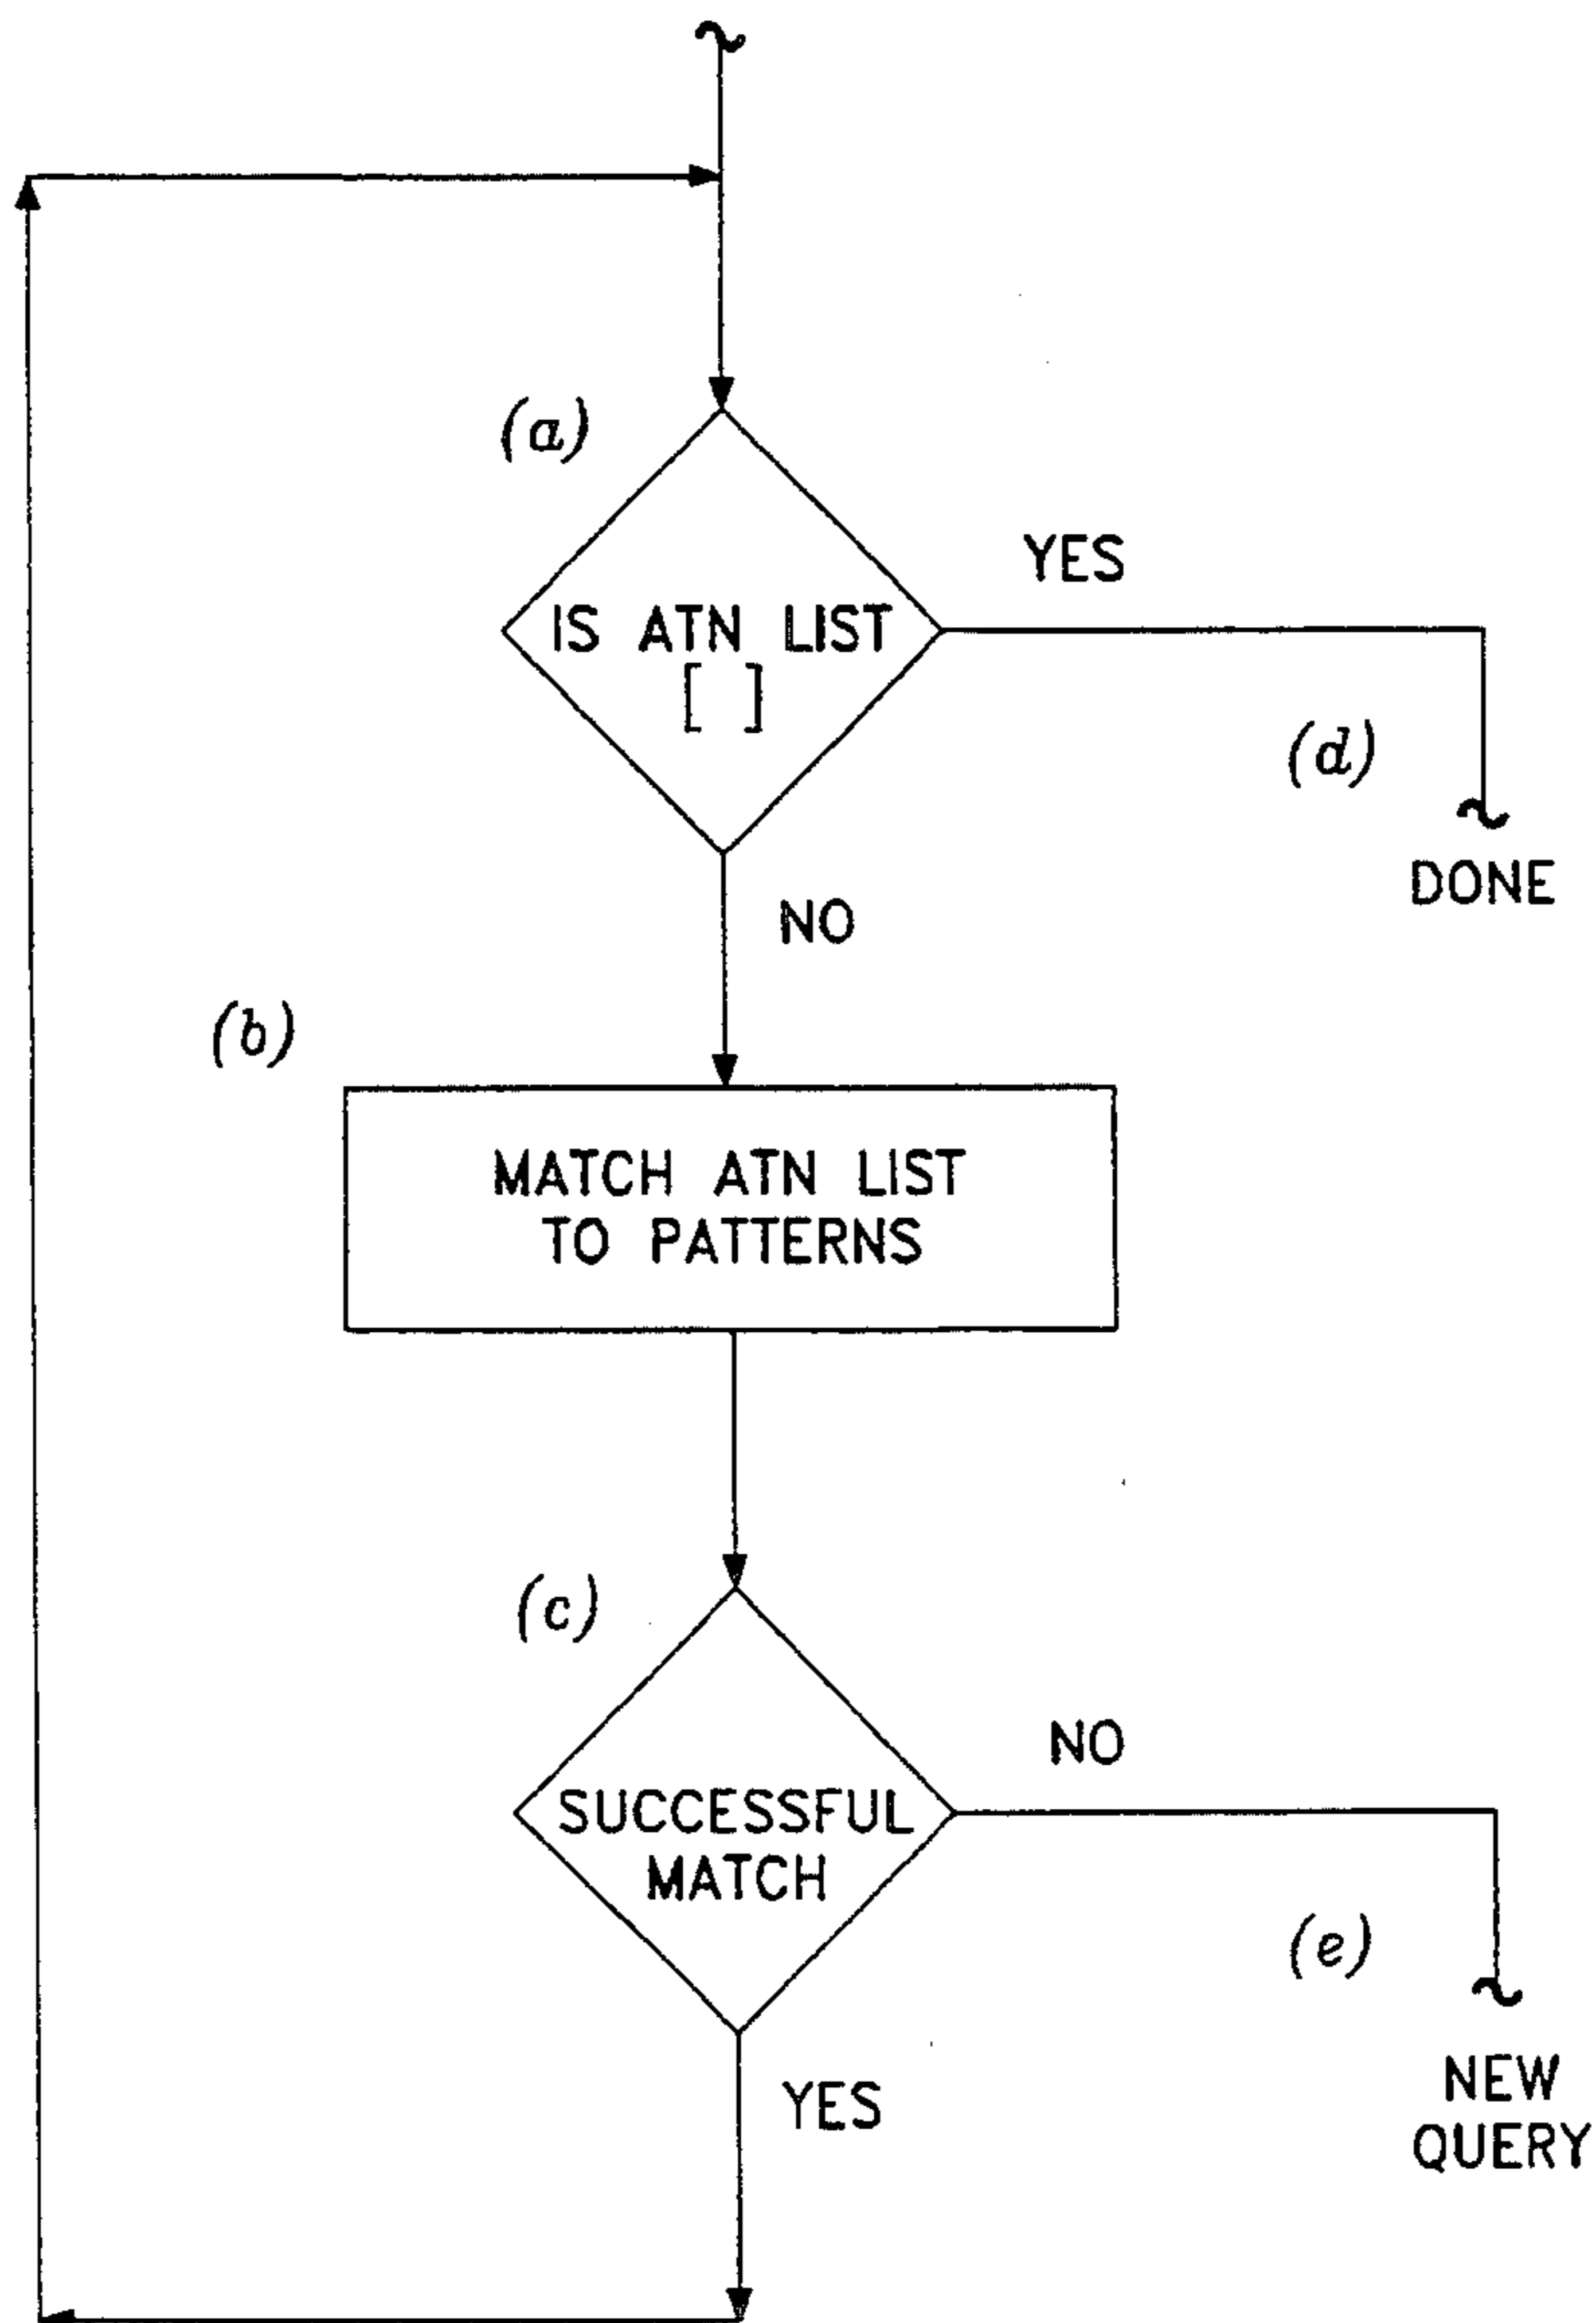 (a)
YES
IS ATN LIST
[ ]
(d)
DONE
NO
(b)
MATCH ATN LIST
TO PATTERNS
(c)
NO
SUCCESSFUL
MATCH
(e)
YES
NEW
QUERY